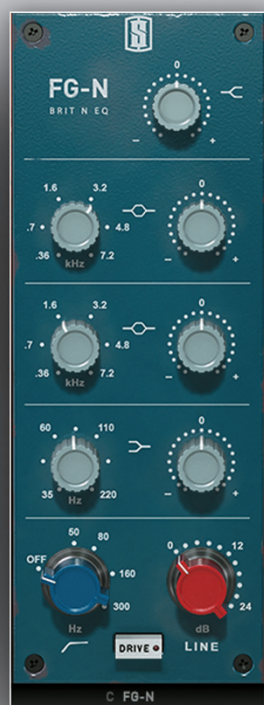 0
FG-N
BRIT N EQ
- +
1.6 3.2 0
.7 4.8
.36 kHz 7.2 - +
1.6 3.2 0
.7 4.8
.36 kHz 7.2 - +
60 110 0
35 Hz 220 - +
50 80 0 12
OFF 160
300 24
Hz DRIVE dB
LINE
C FG-N